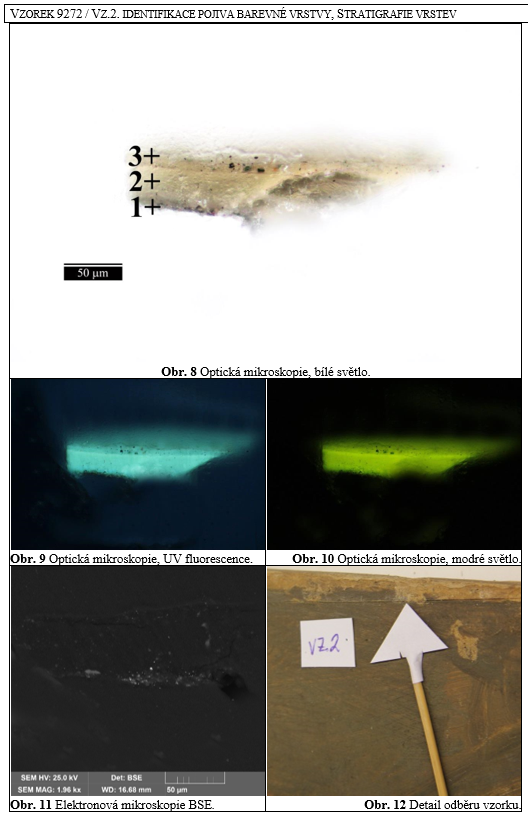 VZOREK 9272 / VZ.2. IDENTIFIKACE POJIVA BAREVNÉ VRSTVY, STRATIGRAFIE VRSTEV
3+
2+
1+
50 µm
Obr. 8 Optická mikroskopie, bílé světlo.
Obr. 9 Optická mikroskopie, UV fluorescence.
Obr. 10 Optická mikroskopie, modré světlo.
SEM HV: 25.0 kV Det: BSE
SEM MAG: 1.96 kx WD: 16.68 mm 50 µm
Obr. 11 Elektronová mikroskopie BSE.
VZ.2.
Obr. 12 Detail odběru vzorku.